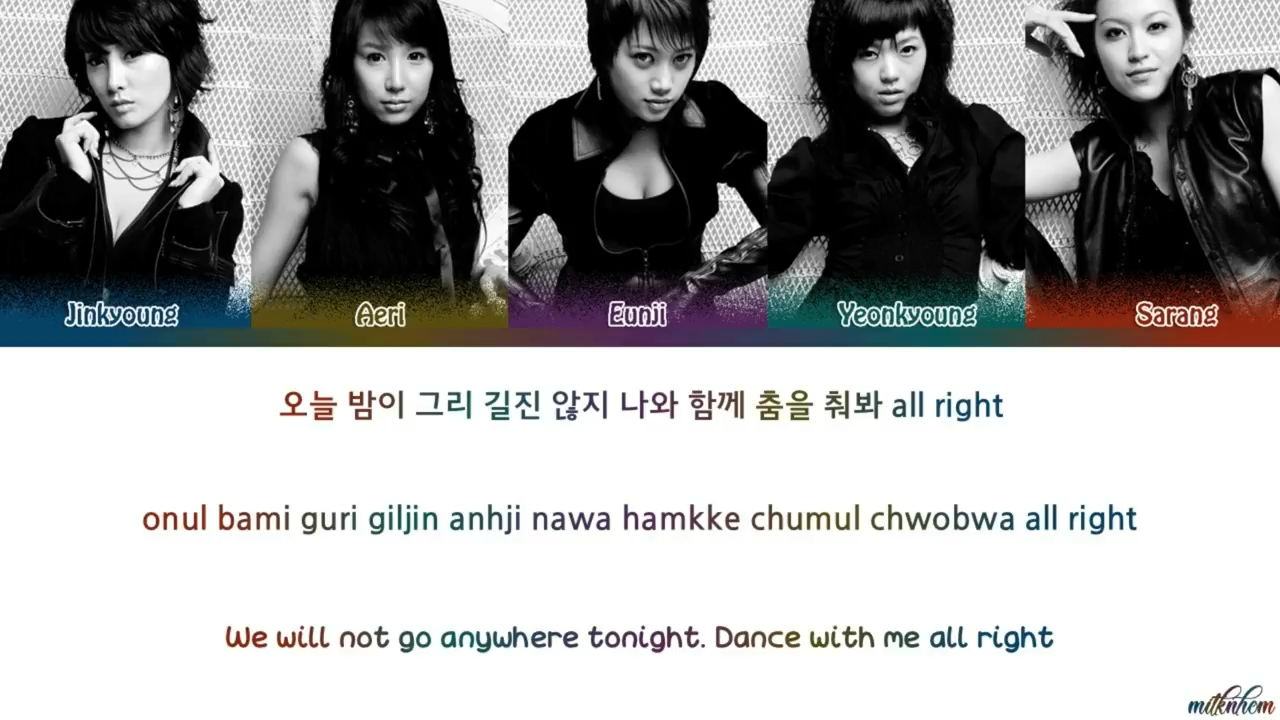 Jinkyoung Aeri Eunji Yeonkyoung Sarang
오늘 밤이 그리 길진 않지 나와 함께 춤을 춰봐 all right
onul bami guri giljin anhji nawa hamkke chumul chwobwa all right
We will not go anywhere tonight. Dance with me all right
mitknhem